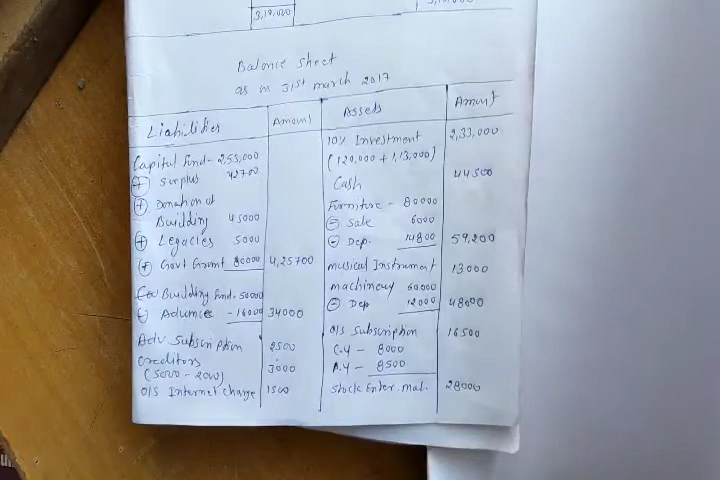 3,19,000
Balance Sheet
as on 31st march 2017
Liabilities Amount Assets Amount
Capital fund - 2,53,000
(+) Surplus 42700
(+) Donation of
Building 45000
(+) Legacies 5000
(+) Govt Grant 80000 4,25700
Building fund - 50000
(-) Advances - 16000 34000
Adv. Subscription 2500
Creditors 3000
(5000 - 2000)
O/S Internet charge 1500
10% Investment 2,33,000
(120,000 + 1,13,000)
Cash 44500
Furniture - 80000
(-) Sale 6000
(-) Dep. 14800 59,200
musical Instrument 13000
machinery 60000
(-) Dep 12000 48000
O/S Subscription 16500
C.Y - 8000
P.Y - 8500
Stock Enter. mat. 28000